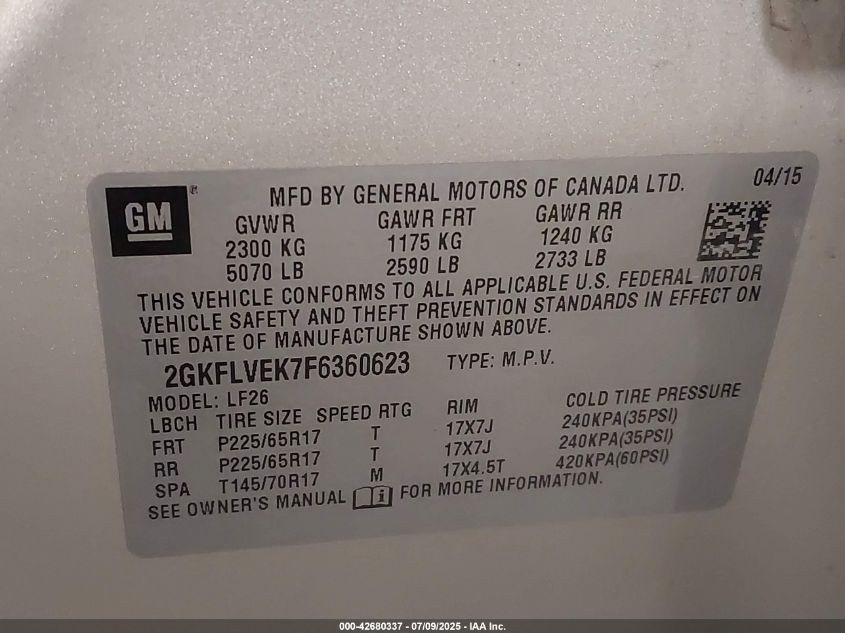 GM
MFD BY GENERAL MOTORS OF CANADA LTD. 04/15
GVWR GAWR FRT GAWR RR
2300 KG 1175 KG 1240 KG
5070 LB 2590 LB 2733 LB
THIS VEHICLE CONFORMS TO ALL APPLICABLE U.S. FEDERAL MOTOR
VEHICLE SAFETY AND THEFT PREVENTION STANDARDS IN EFFECT ON
THE DATE OF MANUFACTURE SHOWN ABOVE.
2GKFLVEK7F6360623 TYPE: M.P.V.
MODEL: LF26
LBCH TIRE SIZE SPEED RTG RIM COLD TIRE PRESSURE
FRT P225/65R17 T 17X7J 240KPA(35PSI)
RR P225/65R17 T 17X7J 240KPA(35PSI)
SPA T145/70R17 M 17X4.5T 420KPA(60PSI)
SEE OWNER'S MANUAL FOR MORE INFORMATION.
000-42680337 - 07/09/2025 - IAA Inc.